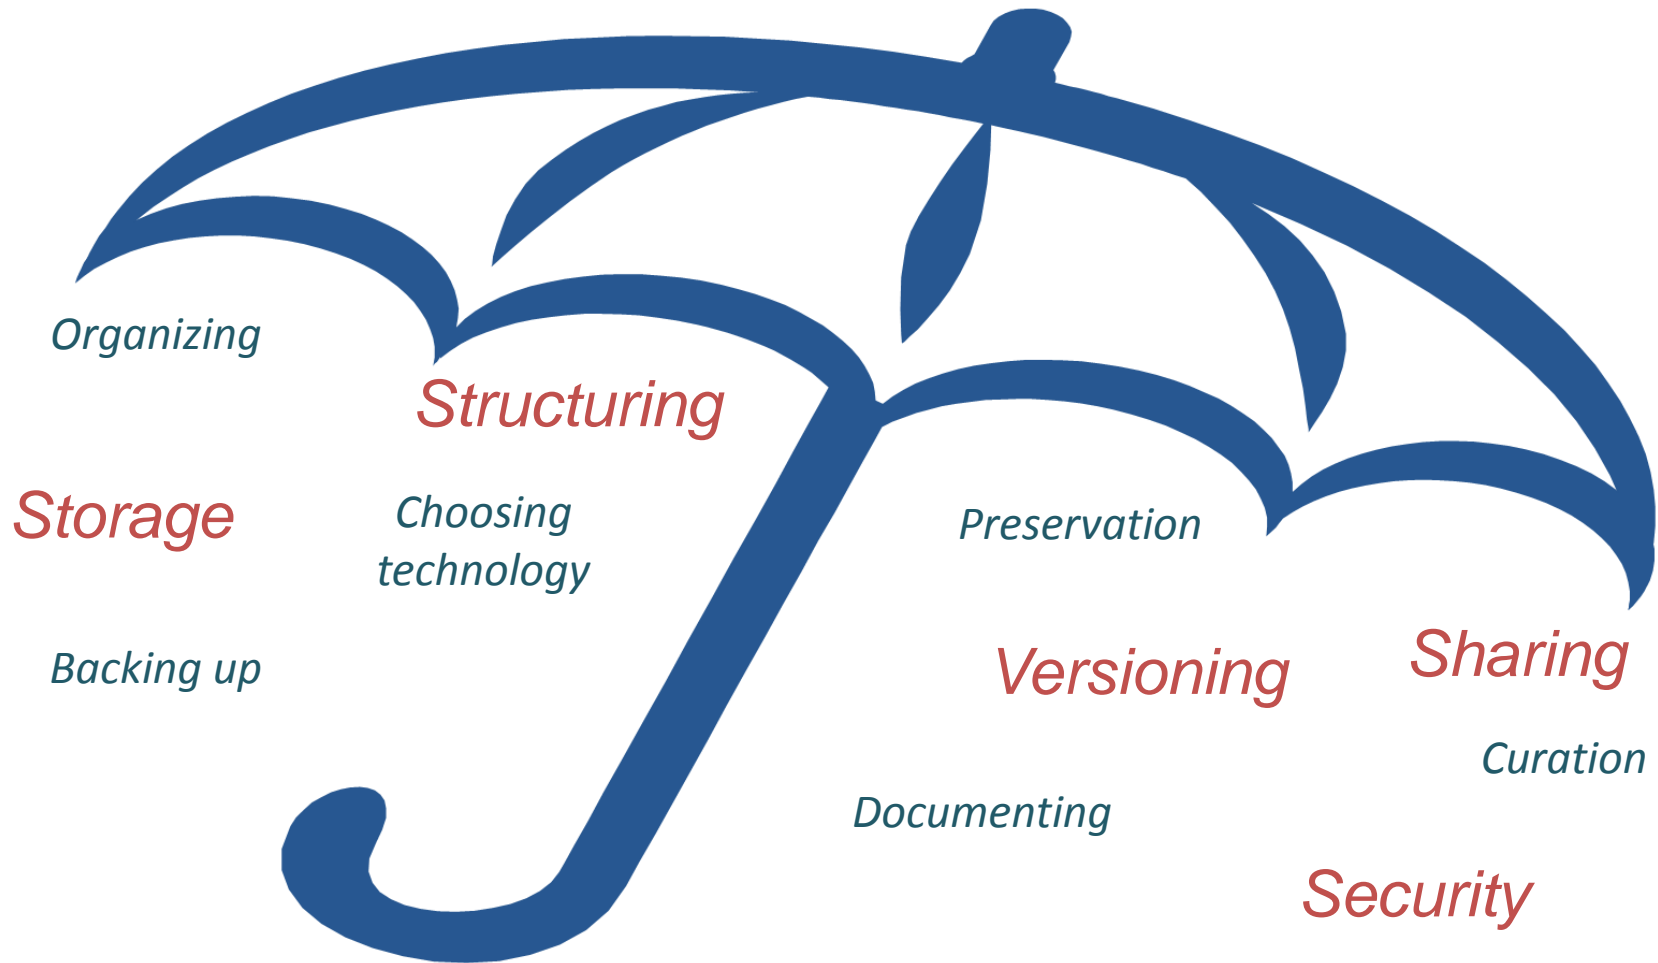 Organizing
Structuring
Storage
Choosing
technology
Preservation
Backing up
Versioning
Sharing
Curation
Documenting
Security